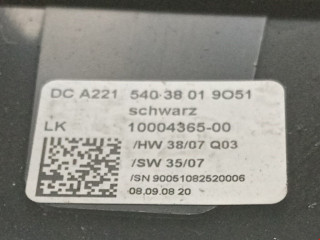 DC A221 540 38 01 9O51
schwarz
LK 10004365-00
/HW 38/07 Q03
/SW 35/07
/SN 90051082520006
08.09.08 20